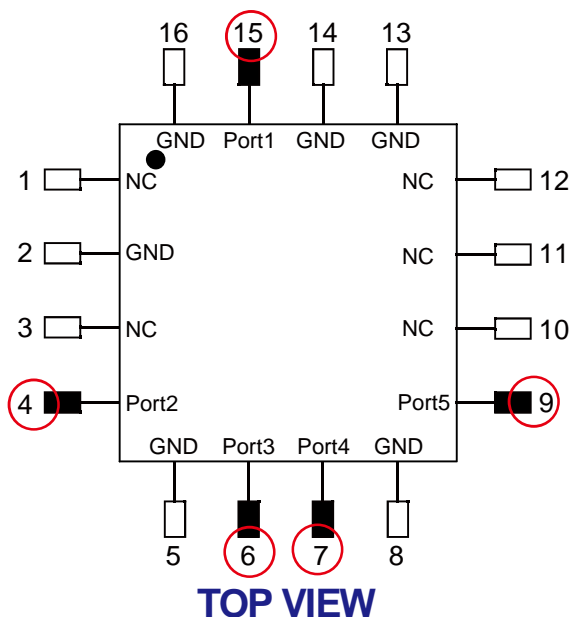 16 15 14 13
GND Port1 GND GND
1 NC NC 12
2 GND NC 11
3 NC NC 10
4 Port2 Port5 9
GND Port3 Port4 GND
5 6 7 8
TOP VIEW